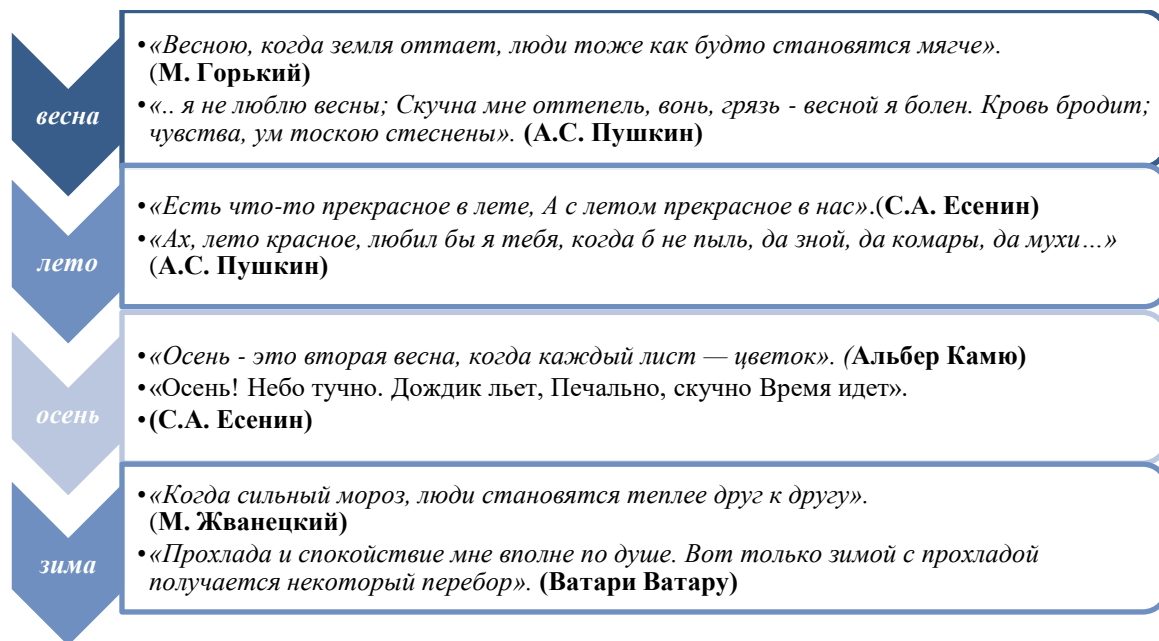 весна
•«Весною, когда земля оттает, люди тоже как будто становятся мягче».
(М. Горький)
•«.. я не люблю весны; Скучна мне оттепель, вонь, грязь - весной я болен. Кровь бродит;
чувства, ум тоскою стеснены». (А.С. Пушкин)
лето
•«Есть что-то прекрасное в лете, А с летом прекрасное в нас».(С.А. Есенин)
•«Ах, лето красное, любил бы я тебя, когда б не пыль, да зной, да комары, да мухи…»
(А.С. Пушкин)
осень
•«Осень - это вторая весна, когда каждый лист — цветок». (Альбер Камю)
•«Осень! Небо тучно. Дождик льет, Печально, скучно Время идет».
•(С.А. Есенин)
зима
•«Когда сильный мороз, люди становятся теплее друг к другу».
(М. Жванецкий)
•«Прохлада и спокойствие мне вполне по душе. Вот только зимой с прохладой
получается некоторый перебор». (Ватари Ватару)